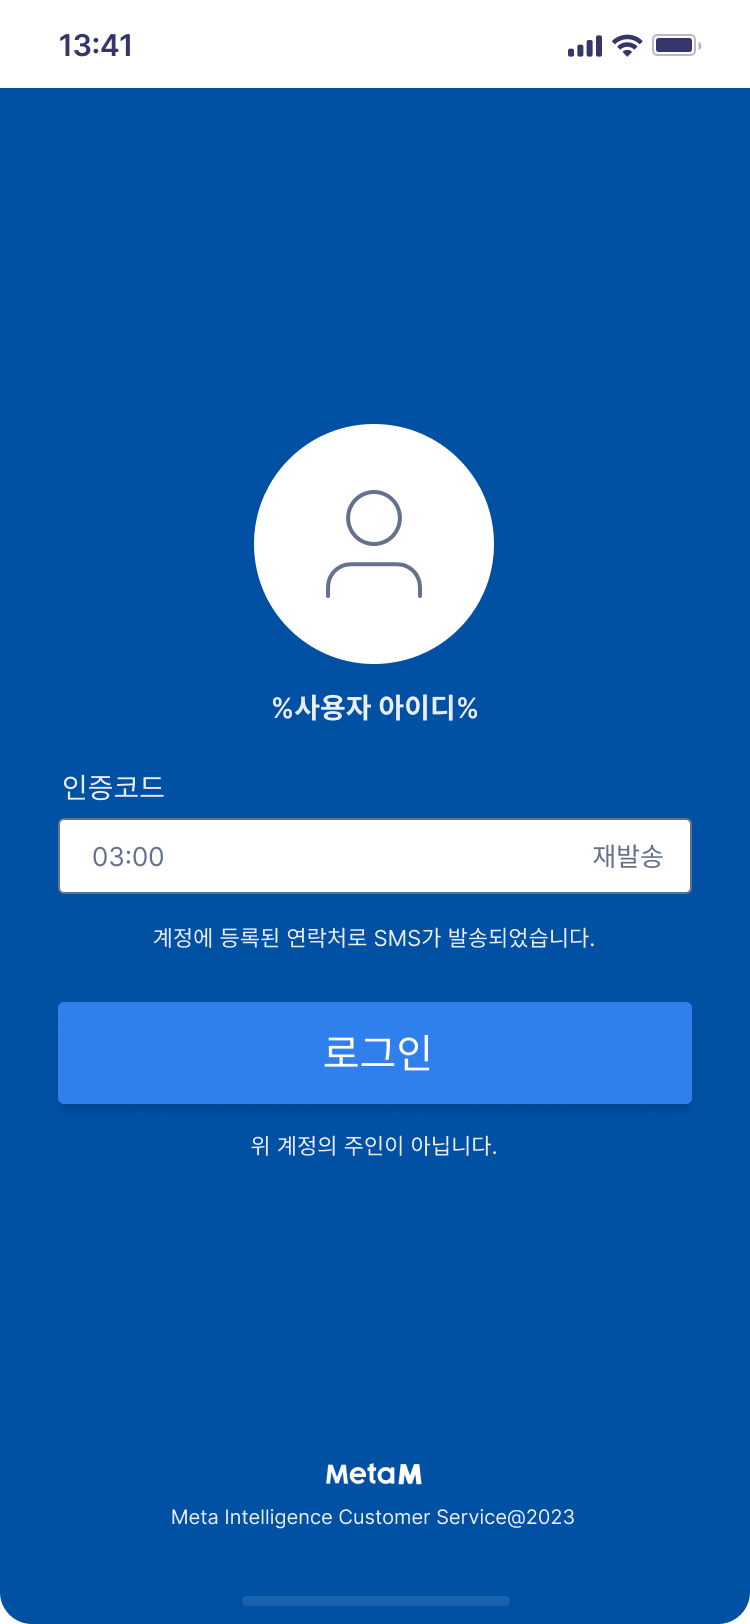 13:41
%사용자 아이디%
인증코드
03:00 재발송
계정에 등록된 연락처로 SMS가 발송되었습니다.
로그인
위 계정의 주인이 아닙니다.
MetaM
Meta Intelligence Customer Service@2023